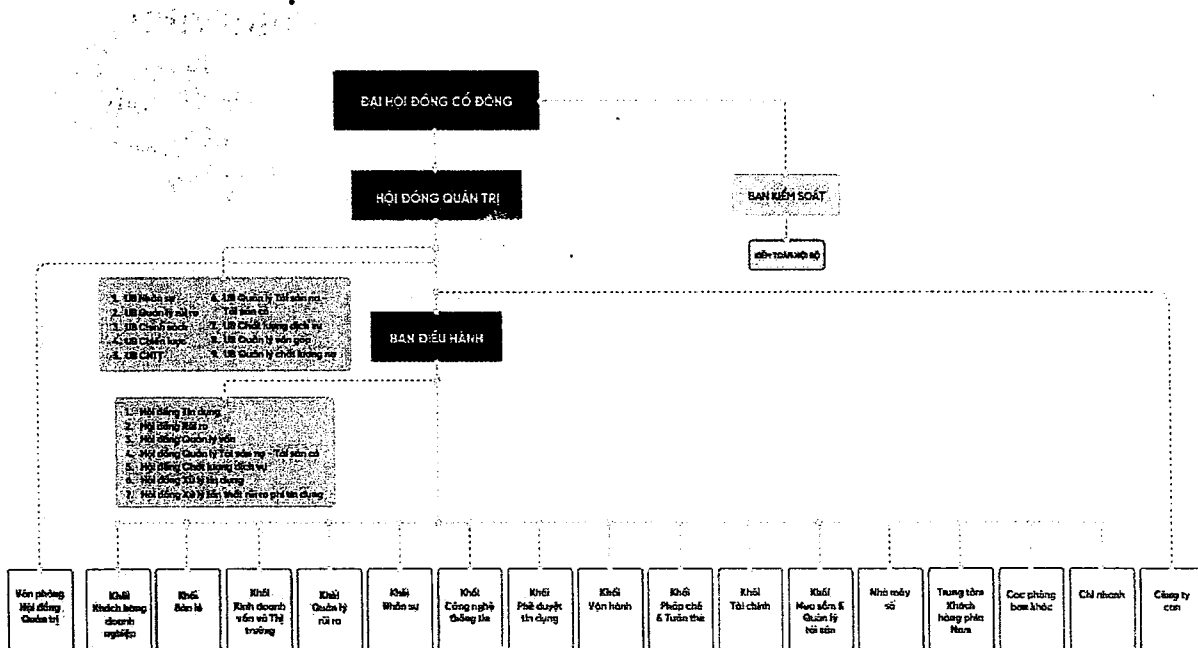 ĐẠI HỘI ĐỒNG CỔ ĐÔNG
HỘI ĐỒNG QUẢN TRỊ
BAN KIỂM SOÁT
KIỂM TOÁN NỘI BỘ
1. UB Nhân sự
2. UB Quản lý rủi ro
3. UB Chính sách
4. UB Chiến lược
5. UB CNTT
6. UB Quản lý Tài sản nợ -
Tài sản có
7. UB Chất lượng dịch vụ
8. UB Quản lý vốn góp
9. UB Quản lý chất lượng nợ
BAN ĐIỀU HÀNH
1. Hội đồng Tín dụng
2. Hội đồng Rủi ro
3. Hội đồng Quản lý vốn
4. Hội đồng Quản lý Tài sản nợ - Tài sản có
5. Hội đồng Chất lượng dịch vụ
6. Hội đồng Xử lý tín dụng
7. Hội đồng Xử lý tổn thất rủi ro phi tín dụng
Văn phòng
Hội đồng
Quản trị
Khối
Khách hàng
doanh
nghiệp
Khối
Bán lẻ
Khối
Kinh doanh
vốn và Thị
trường
Khối
Quản lý
rủi ro
Khối
Nhân sự
Khối
Công nghệ
thông tin
Khối
Phê duyệt
tín dụng
Khối
Vận hành
Khối
Pháp chế
& Tuân thủ
Khối
Tài chính
Khối
Mua sắm &
Quản lý
tài sản
Nhà máy
số
Trung tâm
Khách
hàng phía
Nam
Các phòng
ban khác
Chi nhánh
Công ty
con